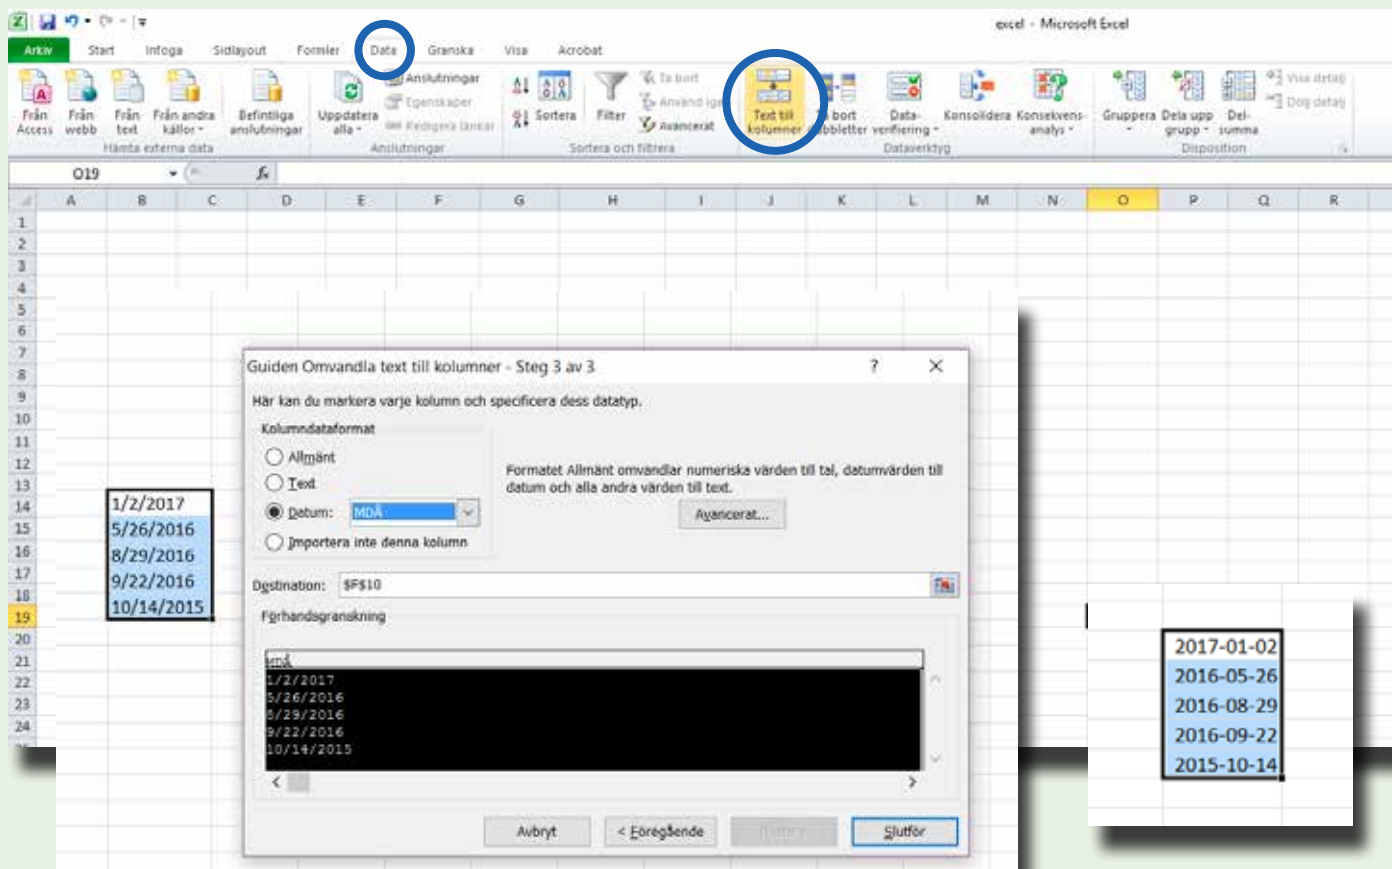 excel - Microsoft Excel
Arkiv Start Infoga Sidlayout Formler Data Granska Visa Acrobat
Från Access
Från webb
Från text
Från andra källor
Hämta externa data
Befintliga anslutningar
Uppdatera alla
Anslutningar
Egenskaper
Redigera länkar
Anslutningar
Sortera
Filter
Ta bort
Använd igen
Avancerat
Sortera och filtrera
Text till kolumner
bort
bbletter
Data-verifiering
Konsolidera
Konsekvens-analys
Dataverktyg
Gruppera
Dela upp grupp
Del-summa
Visa detalj
Dölj detalj
Disposition
O19 fx
A B C D E F G H I J K L M N O P Q R
1
2
3
4
5
6
7
8
9
10
11
12
13
14
15
16
17
18
19
20
21
22
23
24
1/2/2017
5/26/2016
8/29/2016
9/22/2016
10/14/2015
Guiden Omvandla text till kolumner - Steg 3 av 3 ?
Här kan du markera varje kolumn och specificera dess datatyp.
Kolumndataformat
Allmänt
Text
Datum: MDÅ
Importera inte denna kolumn
Formatet Allmänt omvandlar numeriska värden till tal, datumvärden till
datum och alla andra värden till text.
Avancerat...
Destination: $F$10
Förhandsgranskning
MDÅ
1/2/2017
5/26/2016
8/29/2016
9/22/2016
10/14/2015
Avbryt < Föregående Slutför
2017-01-02
2016-05-26
2016-08-29
2016-09-22
2015-10-14